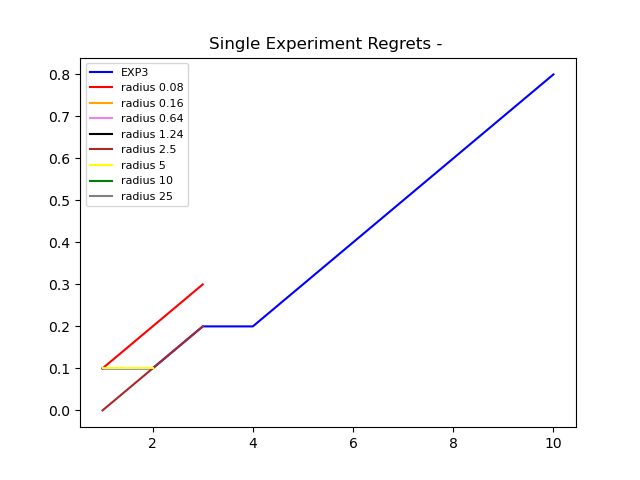 Single Experiment Regrets -
EXP3
radius 0.08
radius 0.16
radius 0.64
radius 1.24
radius 2.5
radius 5
radius 10
radius 25
0.8
0.7
0.6
0.5
0.4
0.3
0.2
0.1
0.0
2 4 6 8 10